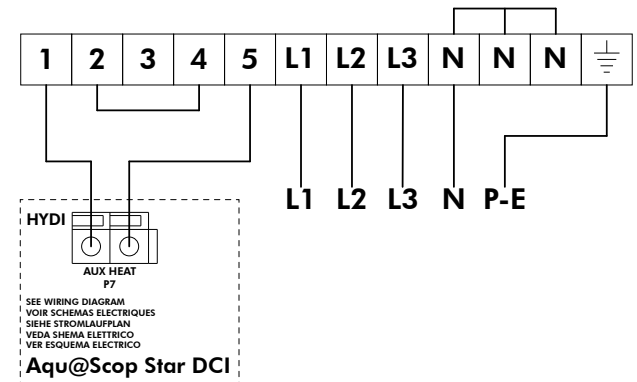 1 2 3 4 5 L1 L2 L3 N N N
L1 L2 L3 N P-E
HYDI
AUX HEAT
P7
SEE WIRING DIAGRAM
VOIR SCHEMAS ELECTRIQUES
SIEHE STROMLAUFPLAN
VEDA SHEMA ELETTRICO
VER ESQUEMA ELECTRICO
Aqu@Scop Star DCI